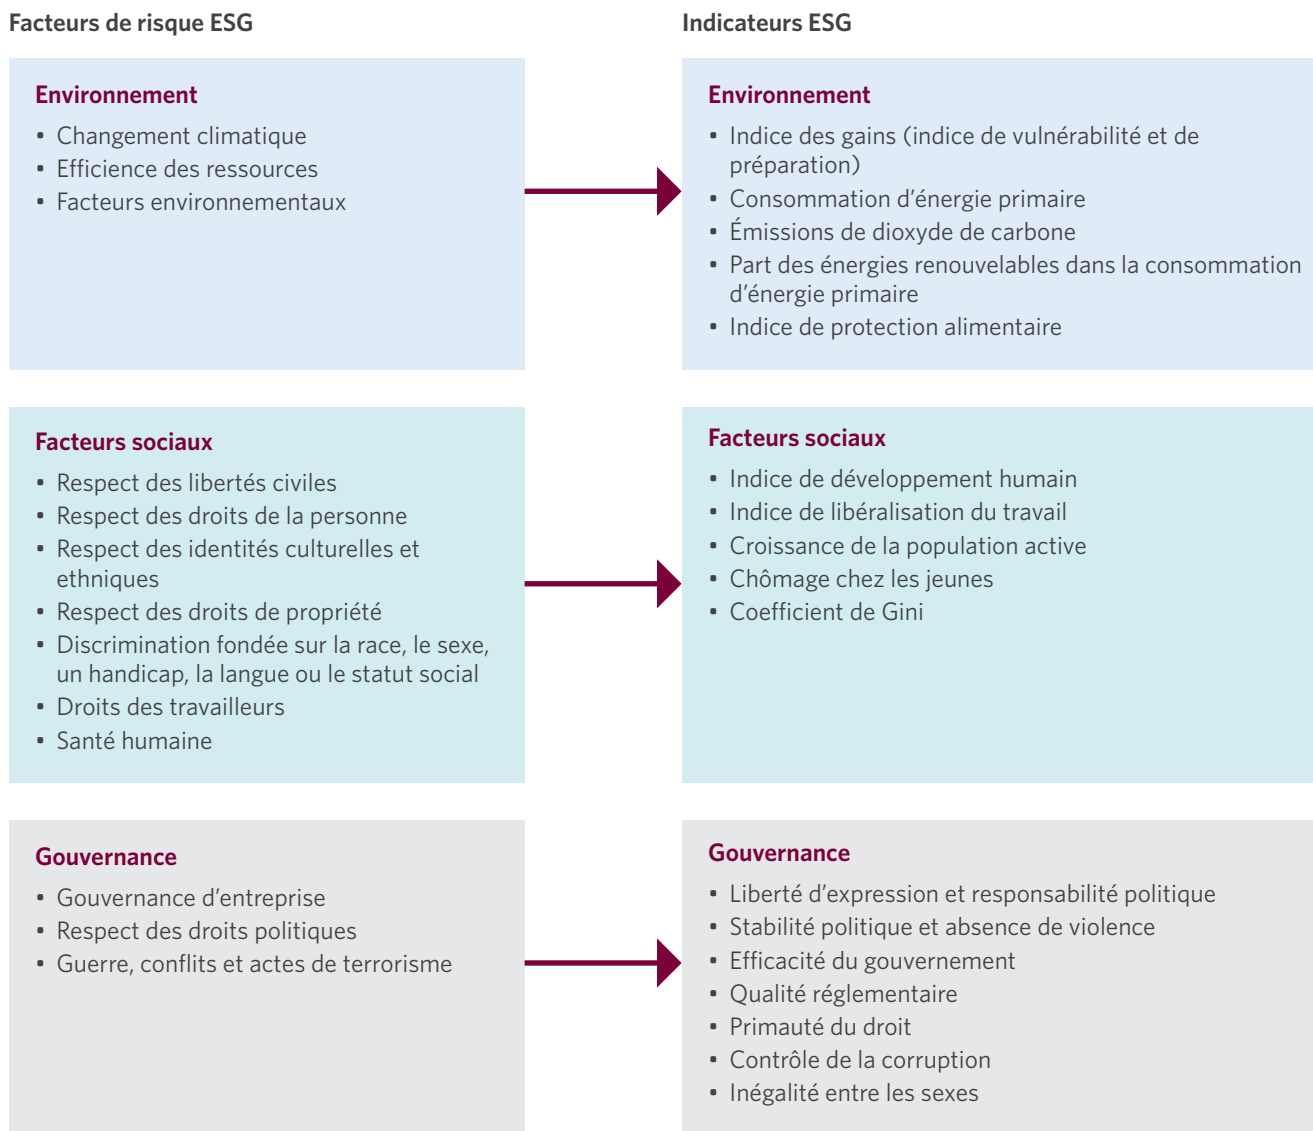 Facteurs de risque ESG
Indicateurs ESG
Environnement
• Changement climatique
• Efficience des ressources
• Facteurs environnementaux
Environnement
• Indice des gains (indice de vulnérabilité et de
préparation)
• Consommation d’énergie primaire
• Émissions de dioxyde de carbone
• Part des énergies renouvelables dans la consommation
d’énergie primaire
• Indice de protection alimentaire
Facteurs sociaux
• Respect des libertés civiles
• Respect des droits de la personne
• Respect des identités culturelles et
ethniques
• Respect des droits de propriété
• Discrimination fondée sur la race, le sexe,
un handicap, la langue ou le statut social
• Droits des travailleurs
• Santé humaine
Facteurs sociaux
• Indice de développement humain
• Indice de libéralisation du travail
• Croissance de la population active
• Chômage chez les jeunes
• Coefficient de Gini
Gouvernance
• Gouvernance d’entreprise
• Respect des droits politiques
• Guerre, conflits et actes de terrorisme
Gouvernance
• Liberté d’expression et responsabilité politique
• Stabilité politique et absence de violence
• Efficacité du gouvernement
• Qualité réglementaire
• Primauté du droit
• Contrôle de la corruption
• Inégalité entre les sexes